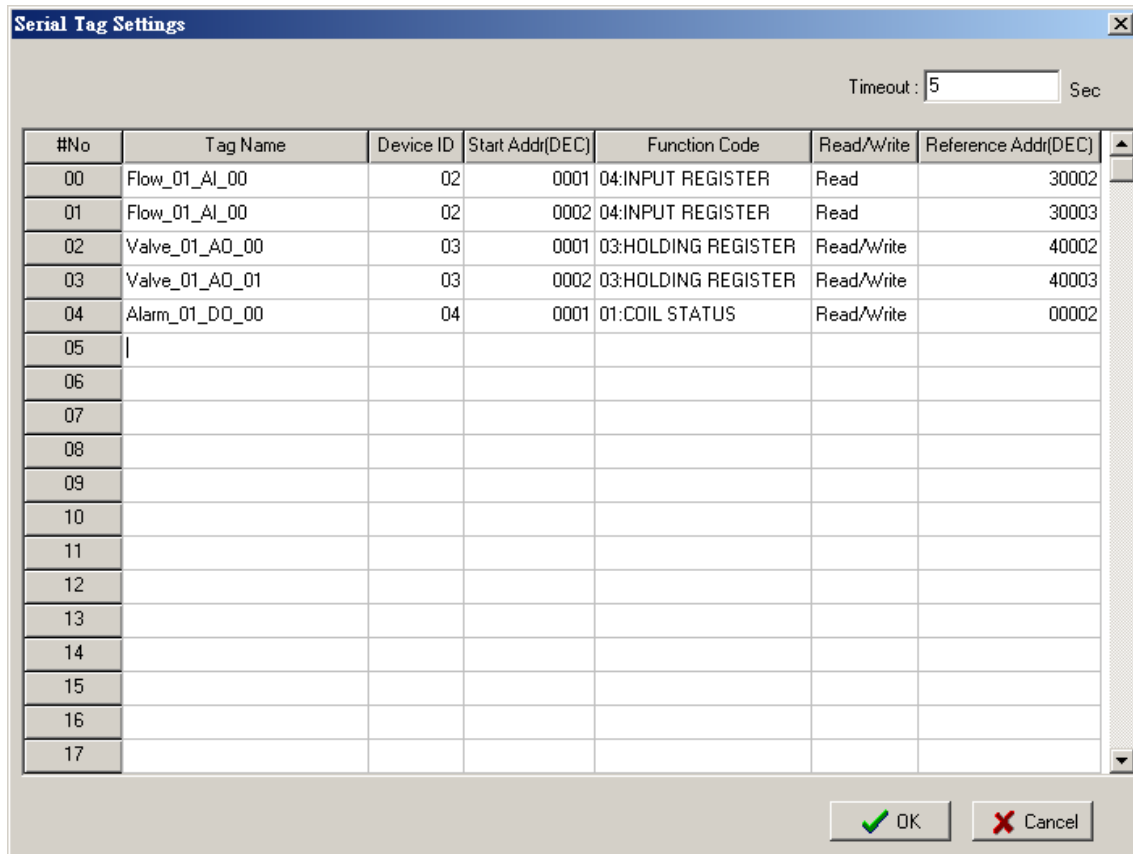 Serial Tag Settings
Timeout : 5 Sec
#No Tag Name Device ID Start Addr(DEC) Function Code Read/Write Reference Addr(DEC)
00 Flow_01_AI_00 02 0001 04:INPUT REGISTER Read 30002
01 Flow_01_AI_00 02 0002 04:INPUT REGISTER Read 30003
02 Valve_01_AO_00 03 0001 03:HOLDING REGISTER Read/Write 40002
03 Valve_01_AO_01 03 0002 03:HOLDING REGISTER Read/Write 40003
04 Alarm_01_DO_00 04 0001 01:COIL STATUS Read/Write 00002
05
06
07
08
09
10
11
12
13
14
15
16
17
OK Cancel